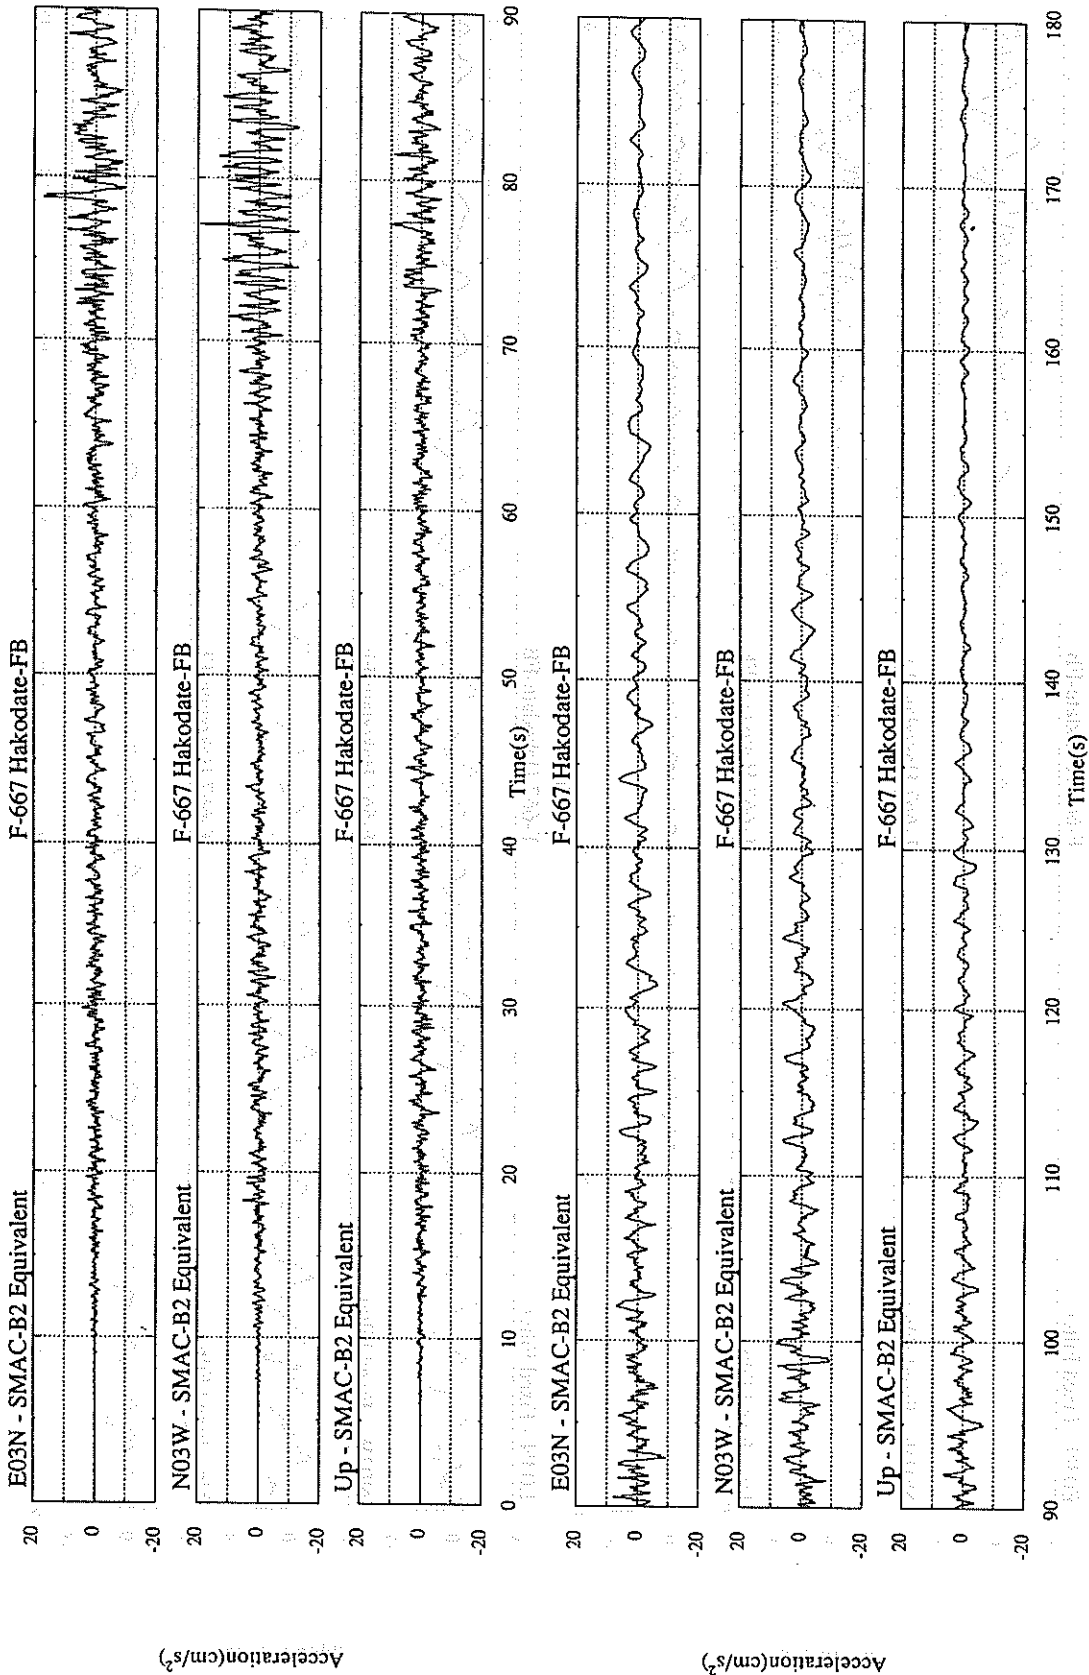 E03N - SMAC-B2 Equivalent F-667 Hakodate-FB
20
0
-20
N03W - SMAC-B2 Equivalent F-667 Hakodate-FB
20
0
-20
Up - SMAC-B2 Equivalent F-667 Hakodate-FB
20
0
-20
0 10 20 30 40 50 60 70 80 90
Time(s)
Acceleration(cm/s²)
E03N - SMAC-B2 Equivalent F-667 Hakodate-FB
20
0
-20
N03W - SMAC-B2 Equivalent F-667 Hakodate-FB
20
0
-20
Up - SMAC-B2 Equivalent F-667 Hakodate-FB
20
0
-20
90 100 110 120 130 140 150 160 170 180
Time(s)
Acceleration(cm/s²)